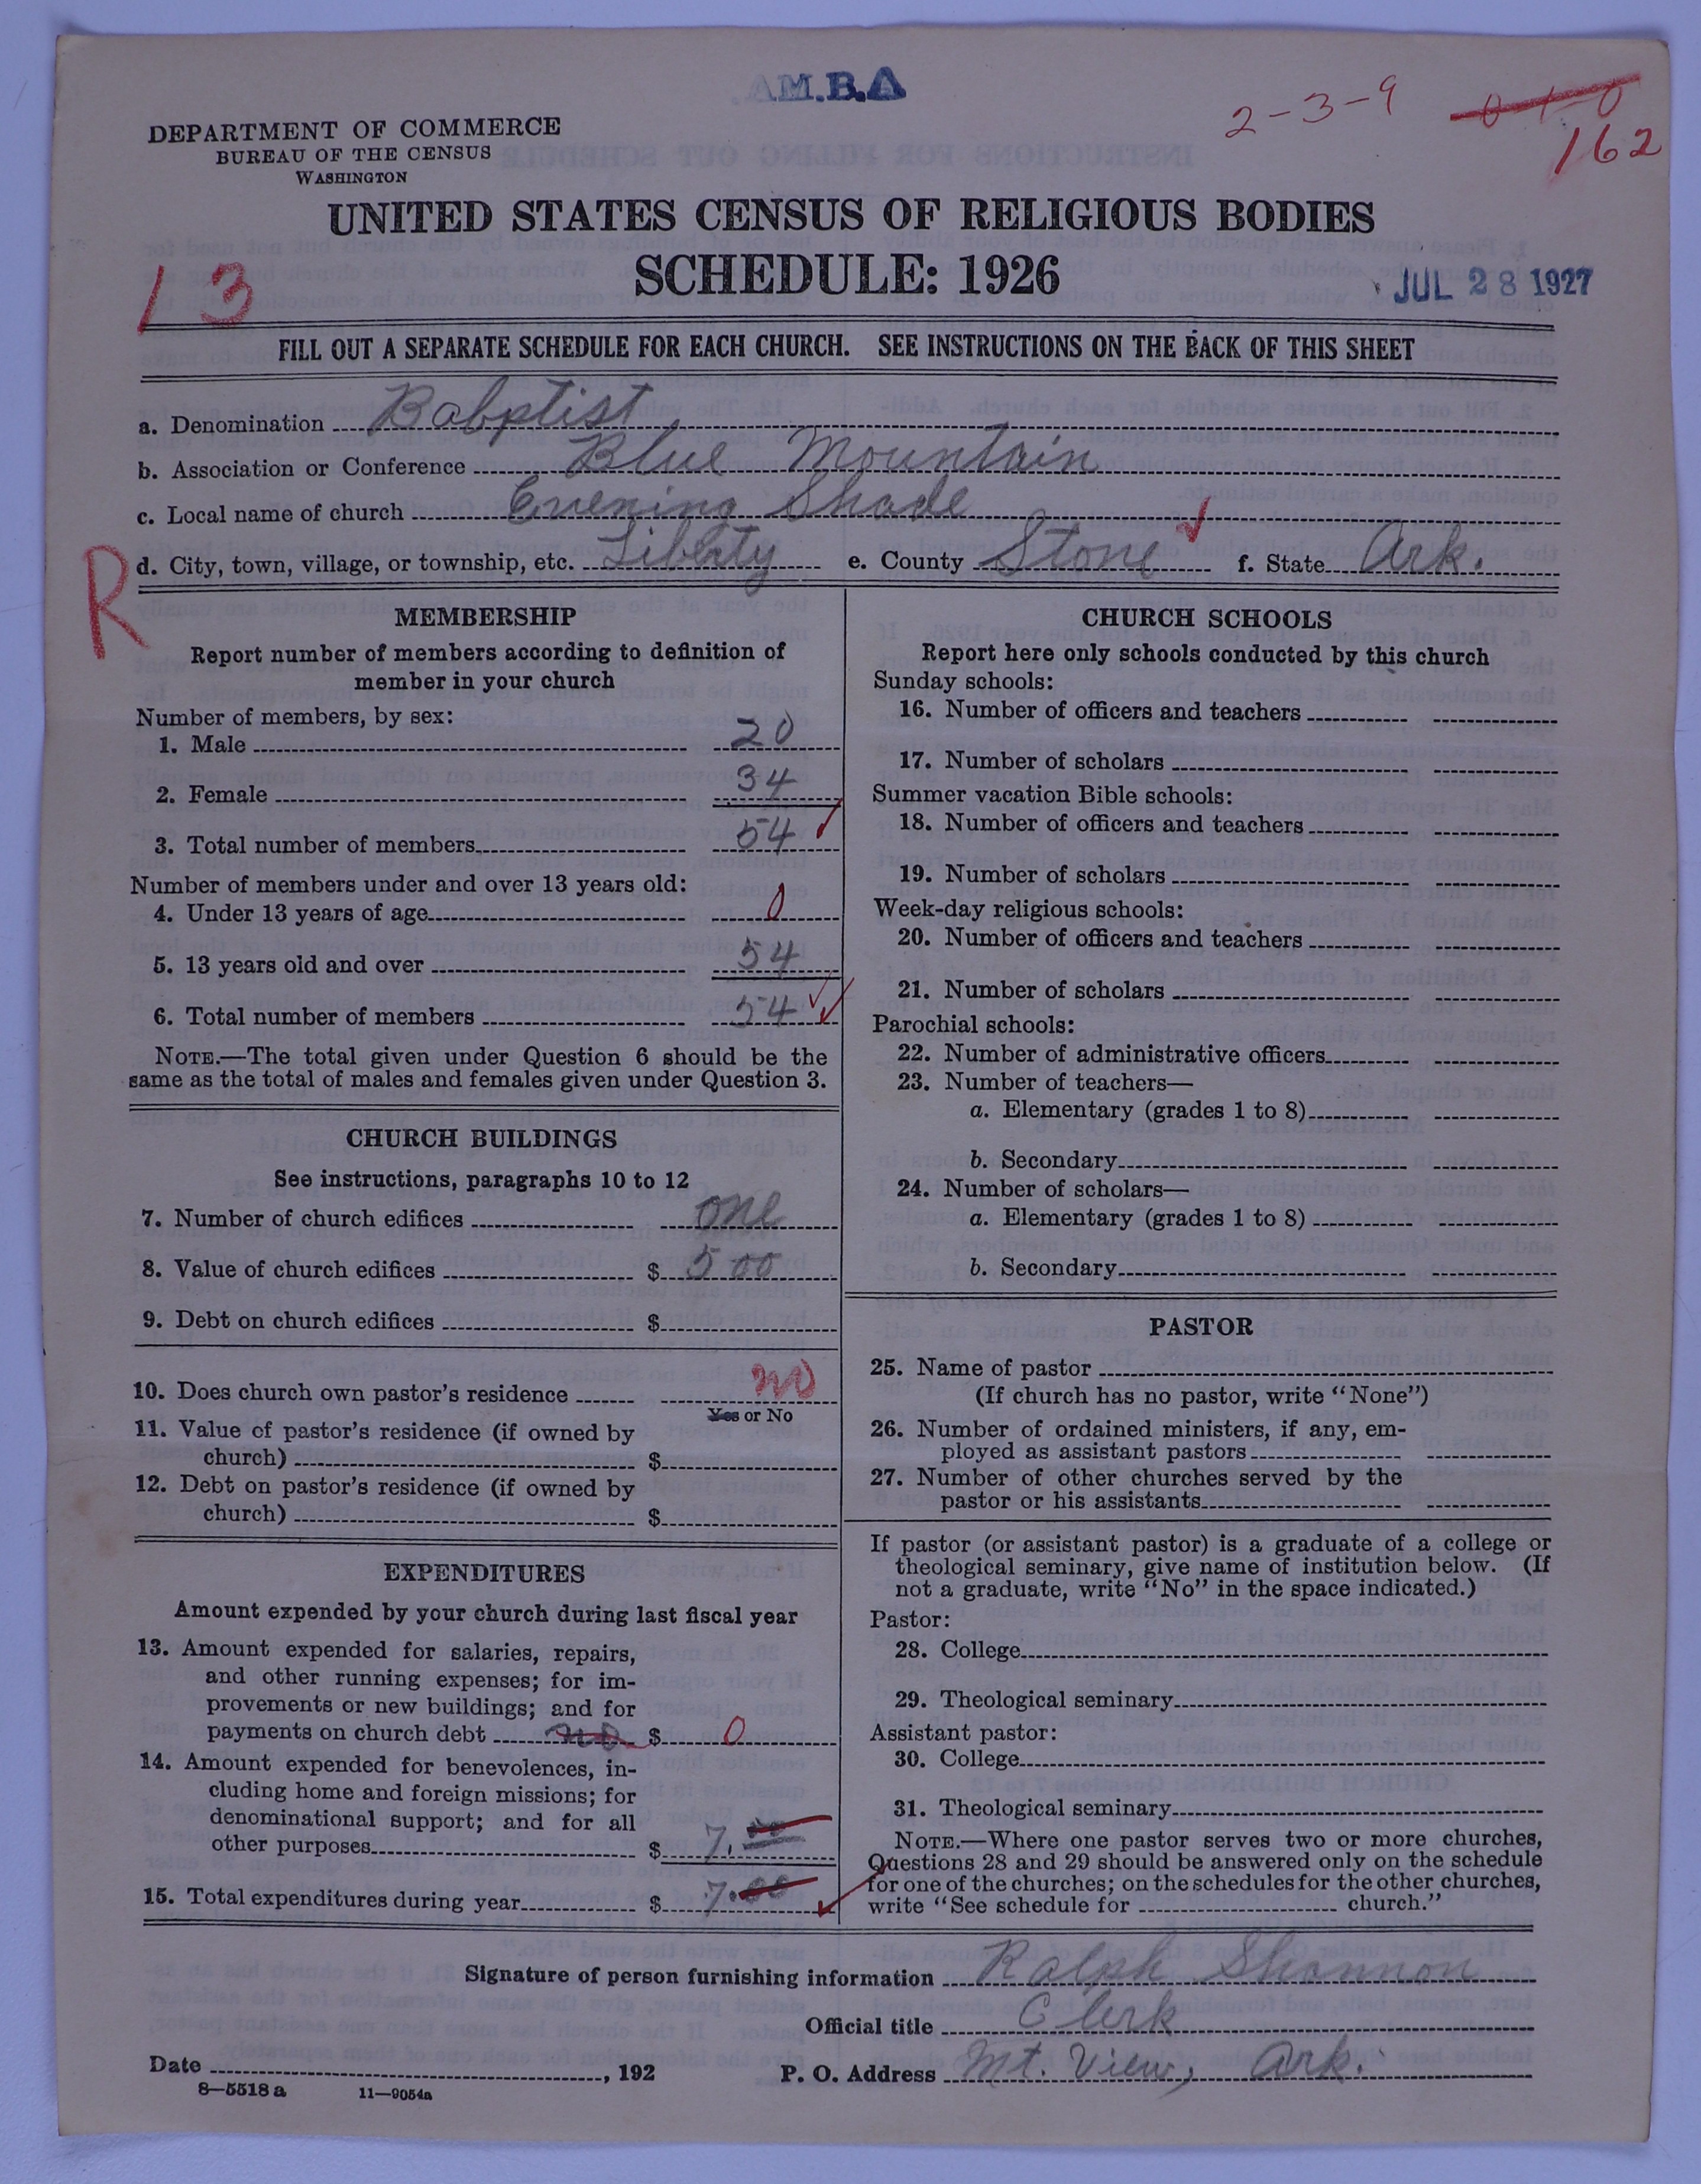 AM.B.A
2-3-9 0 1 0
162
DEPARTMENT OF COMMERCE
BUREAU OF THE CENSUS
WASHINGTON
UNITED STATES CENSUS OF RELIGIOUS BODIES
SCHEDULE: 1926
13
JUL 28 1927
FILL OUT A SEPARATE SCHEDULE FOR EACH CHURCH. SEE INSTRUCTIONS ON THE BACK OF THIS SHEET
a. Denomination Babptist
b. Association or Conference Blue Mountain
c. Local name of church Evening Shade
R
d. City, town, village, or township, etc. Liberty e. County Stone f. State Ark.
MEMBERSHIP
Report number of members according to definition of
member in your church
Number of members, by sex:
1. Male 20
2. Female 34
3. Total number of members 54
Number of members under and over 13 years old:
4. Under 13 years of age 0
5. 13 years old and over 54
6. Total number of members 54
NOTE.—The total given under Question 6 should be the
same as the total of males and females given under Question 3.
CHURCH BUILDINGS
See instructions, paragraphs 10 to 12
7. Number of church edifices one
8. Value of church edifices $ 500
9. Debt on church edifices $
10. Does church own pastor's residence no
Yes or No
11. Value of pastor's residence (if owned by
church) $
12. Debt on pastor's residence (if owned by
church) $
EXPENDITURES
Amount expended by your church during last fiscal year
13. Amount expended for salaries, repairs,
and other running expenses; for im-
provements or new buildings; and for
payments on church debt no $ 0
14. Amount expended for benevolences, in-
cluding home and foreign missions; for
denominational support; and for all
other purposes $ 7.00
15. Total expenditures during year $ 7.00
CHURCH SCHOOLS
Report here only schools conducted by this church
Sunday schools:
16. Number of officers and teachers
17. Number of scholars
Summer vacation Bible schools:
18. Number of officers and teachers
19. Number of scholars
Week-day religious schools:
20. Number of officers and teachers
21. Number of scholars
Parochial schools:
22. Number of administrative officers
23. Number of teachers—
a. Elementary (grades 1 to 8)
b. Secondary
24. Number of scholars—
a. Elementary (grades 1 to 8)
b. Secondary
PASTOR
25. Name of pastor
(If church has no pastor, write "None")
26. Number of ordained ministers, if any, em-
ployed as assistant pastors
27. Number of other churches served by the
pastor or his assistants
If pastor (or assistant pastor) is a graduate of a college or
theological seminary, give name of institution below. (If
not a graduate, write "No" in the space indicated.)
Pastor:
28. College
29. Theological seminary
Assistant pastor:
30. College
31. Theological seminary
NOTE.—Where one pastor serves two or more churches,
Questions 28 and 29 should be answered only on the schedule
for one of the churches; on the schedules for the other churches,
write "See schedule for church."
Signature of person furnishing information Ralph Shannon
Official title Clerk
Date , 192 P. O. Address Mt. View, Ark.
8—5518 a 11—9054a